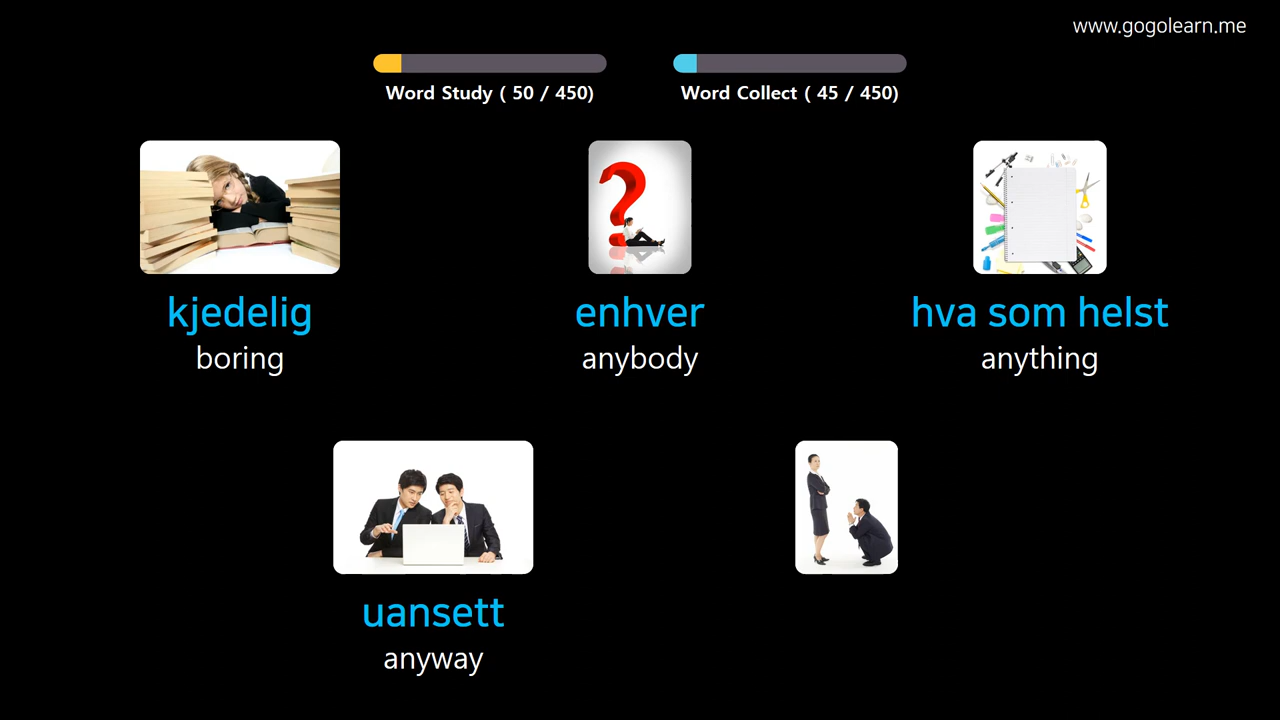 www.gogolearn.me
Word Study ( 50 / 450)
Word Collect ( 45 / 450)
kjedelig
boring
enhver
anybody
hva som helst
anything
uansett
anyway